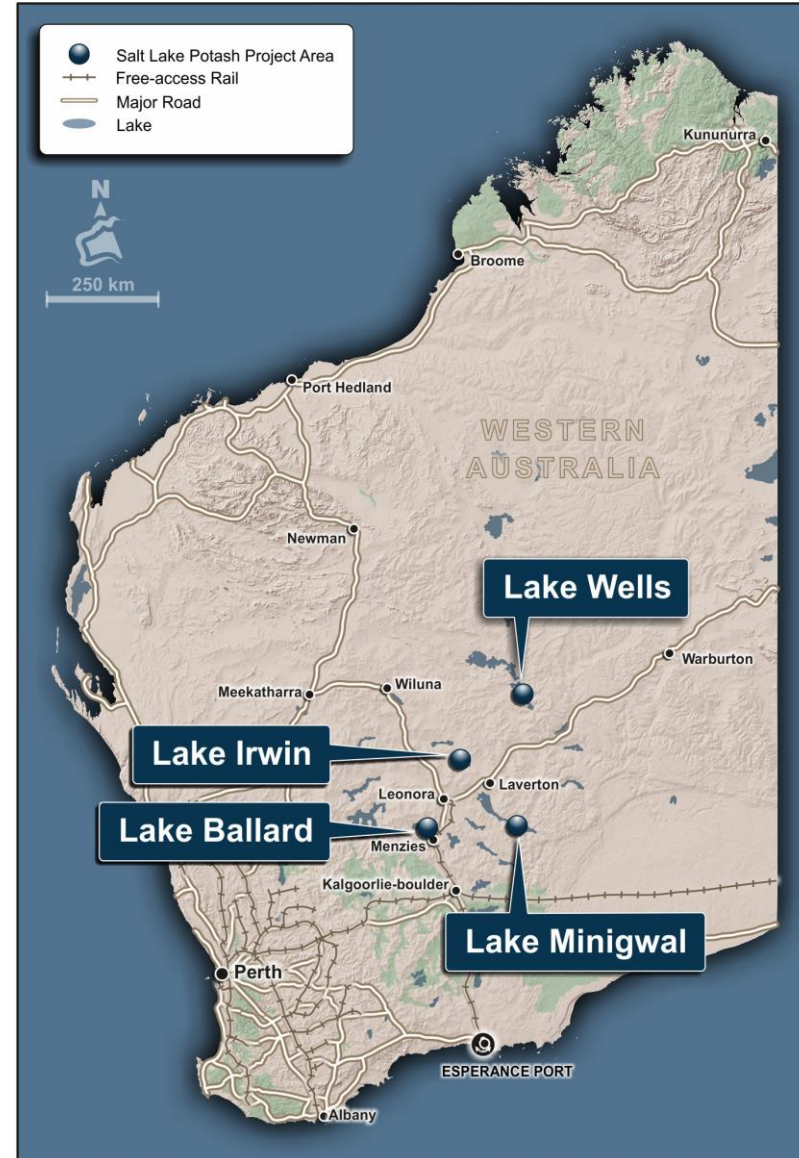 Salt Lake Potash Project Area
Free-access Rail
Major Road
Lake
N
250 km
Kununurra
Broome
Port Hedland
WESTERN
AUSTRALIA
Newman
Lake Wells
Warburton
Meekatharra
Wiluna
Lake Irwin
Laverton
Leonora
Lake Ballard
Menzies
Kalgoorlie-boulder
Lake Minigwal
Perth
ESPERANCE PORT
Albany